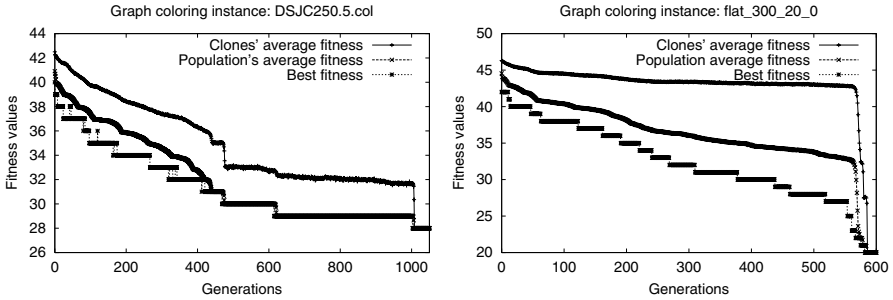 Graph coloring instance: DSJC250.5.col
44
42
40
38
36
34
32
30
28
26
Fitness values
Clones' average fitness
Population's average fitness
Best fitness
0
200
400
600
800
1000
Generations
Graph coloring instance: flat_300_20_0
50
45
40
35
30
25
20
Fitness values
Clones' average fitness
Population average fitness
Best fitness
0
100
200
300
400
500
600
Generations